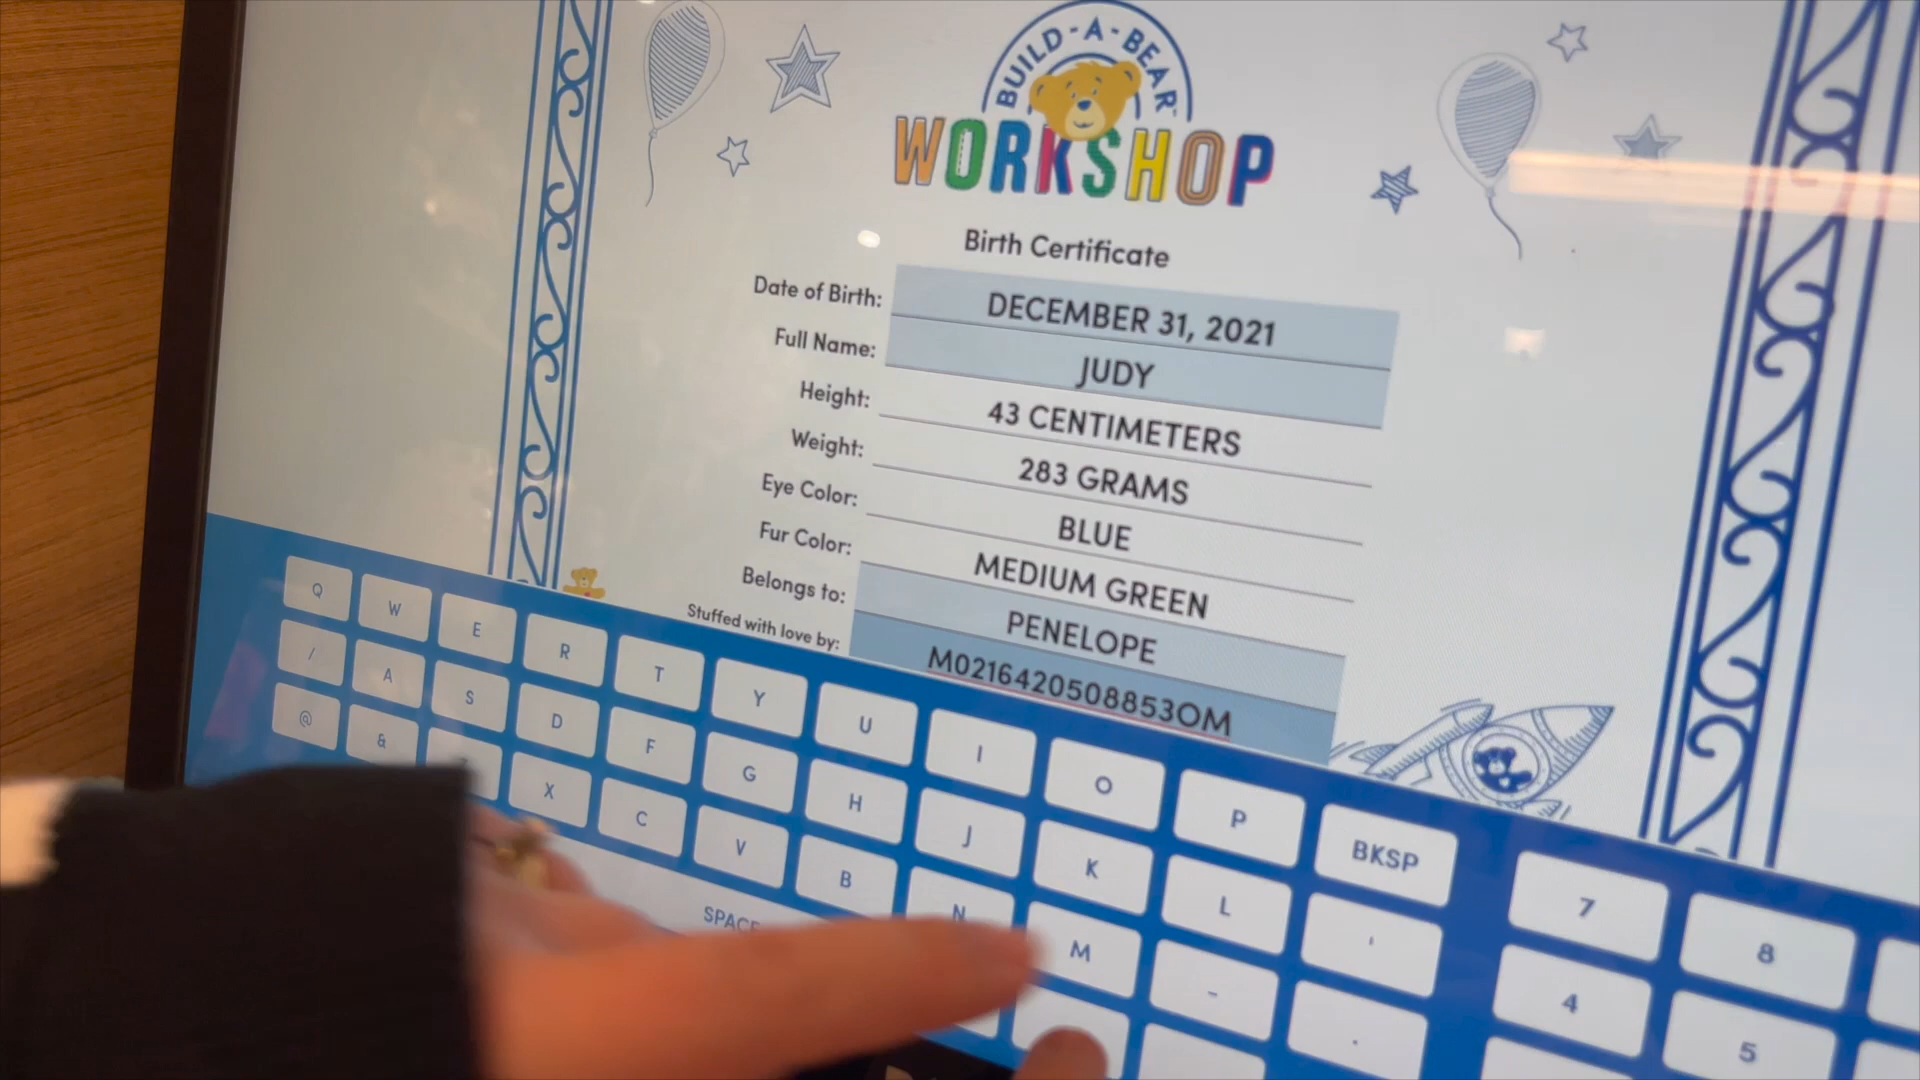 BUILD-A-BEAR
WORKSHOP
Birth Certificate
Date of Birth: DECEMBER 31, 2021
Full Name: JUDY
Height: 43 CENTIMETERS
Weight: 283 GRAMS
Eye Color: BLUE
Fur Color: MEDIUM GREEN
Belongs to: PENELOPE
Stuffed with love by: M0216420508853OM
Q W E R T Y U I O P BKSP 7 8
/ A S D F G H J K L ' 4 5
@ & X C V B N M - .
SPACE